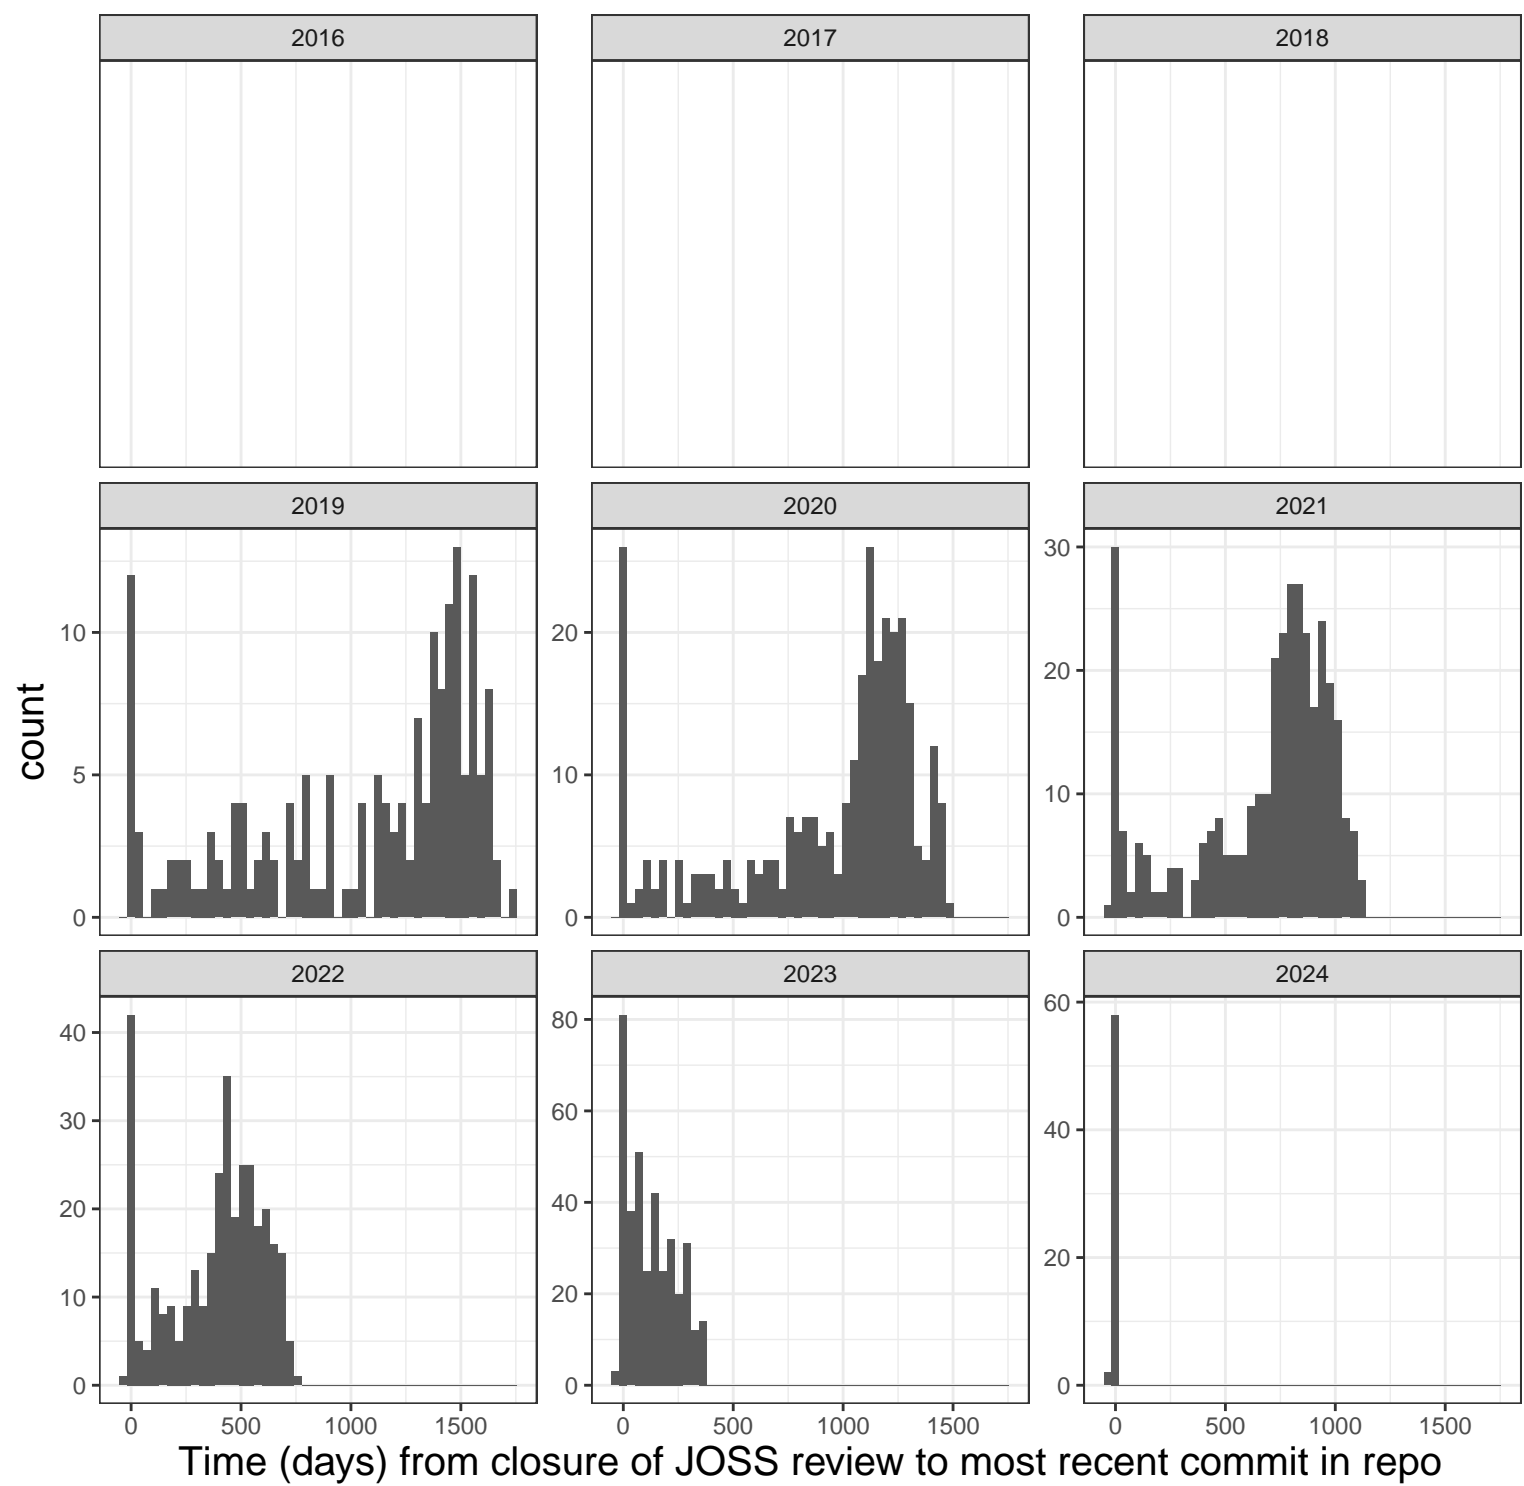 2016 2017 2018
2019 2020 2021
10 20 30
5 10 20
0 0 10
0
count
2022 2023 2024
40 80 60
30 60 40
20 40 20
10 20 0
0 0
0 500 1000 1500 0 500 1000 1500 0 500 1000 1500
Time (days) from closure of JOSS review to most recent commit in repo